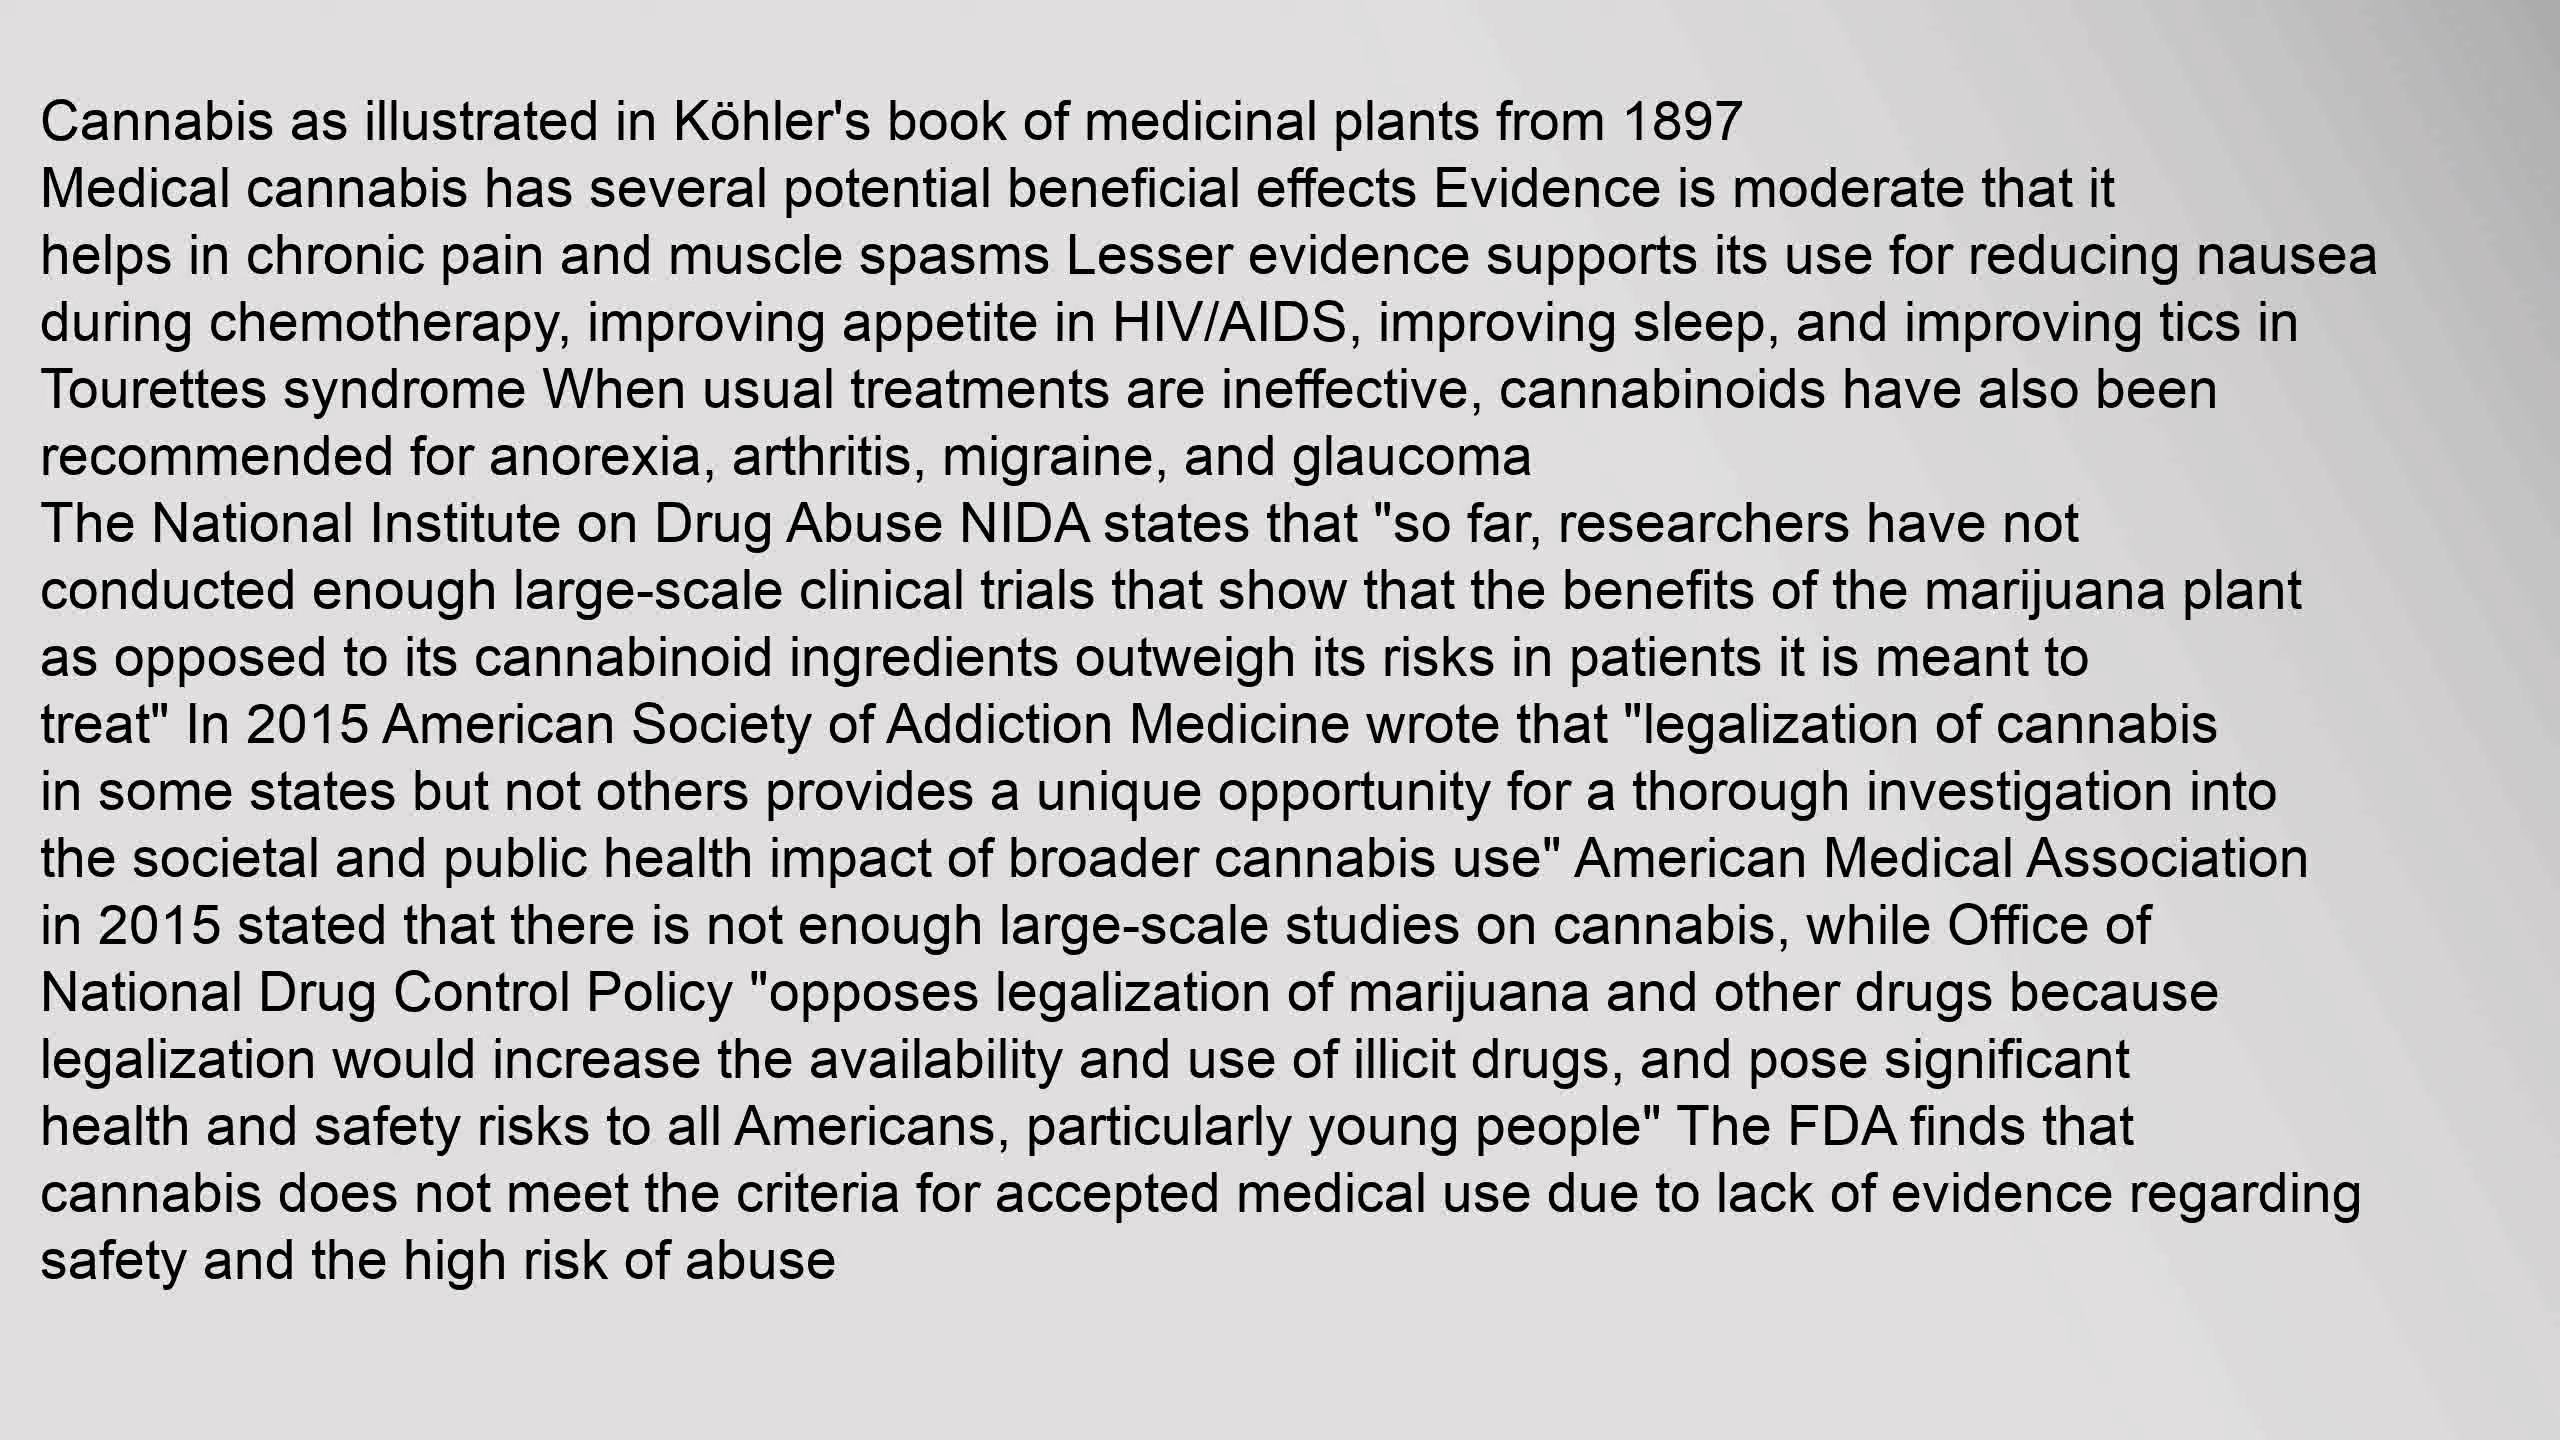 Cannabis as illustrated in Köhler's book of medicinal plants from 1897
Medical cannabis has several potential beneficial effects Evidence is moderate that it
helps in chronic pain and muscle spasms Lesser evidence supports its use for reducing nausea
during chemotherapy, improving appetite in HIV/AIDS, improving sleep, and improving tics in
Tourettes syndrome When usual treatments are ineffective, cannabinoids have also been
recommended for anorexia, arthritis, migraine, and glaucoma
The National Institute on Drug Abuse NIDA states that "so far, researchers have not
conducted enough large-scale clinical trials that show that the benefits of the marijuana plant
as opposed to its cannabinoid ingredients outweigh its risks in patients it is meant to
treat" In 2015 American Society of Addiction Medicine wrote that "legalization of cannabis
in some states but not others provides a unique opportunity for a thorough investigation into
the societal and public health impact of broader cannabis use" American Medical Association
in 2015 stated that there is not enough large-scale studies on cannabis, while Office of
National Drug Control Policy "opposes legalization of marijuana and other drugs because
legalization would increase the availability and use of illicit drugs, and pose significant
health and safety risks to all Americans, particularly young people" The FDA finds that
cannabis does not meet the criteria for accepted medical use due to lack of evidence regarding
safety and the high risk of abuse